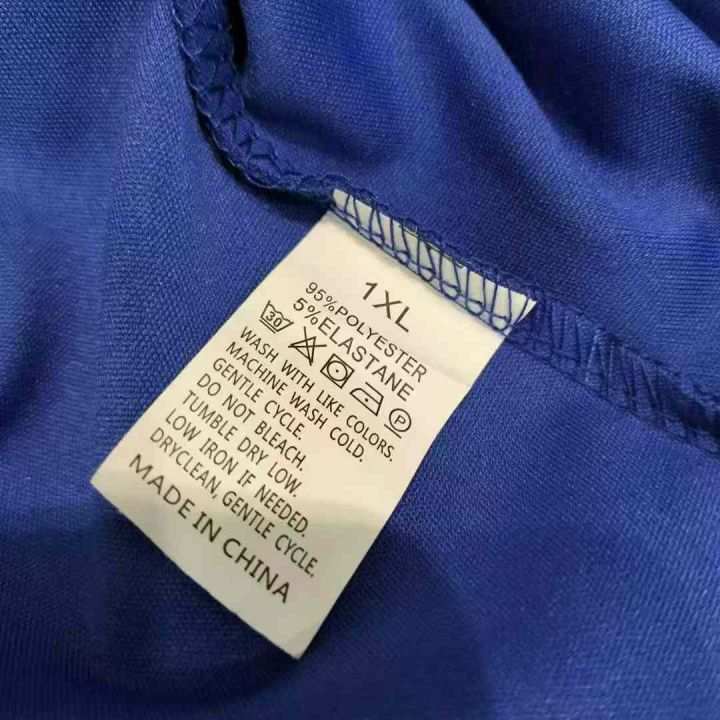 1XL
95%POLYESTER
5%ELASTANE
30 P
WASH WITH LIKE COLORS.
MACHINE WASH COLD.
GENTLE CYCLE.
DO NOT BLEACH.
TUMBLE DRY LOW.
LOW IRON IF NEEDED.
DRYCLEAN, GENTLE CYCLE.
MADE IN CHINA